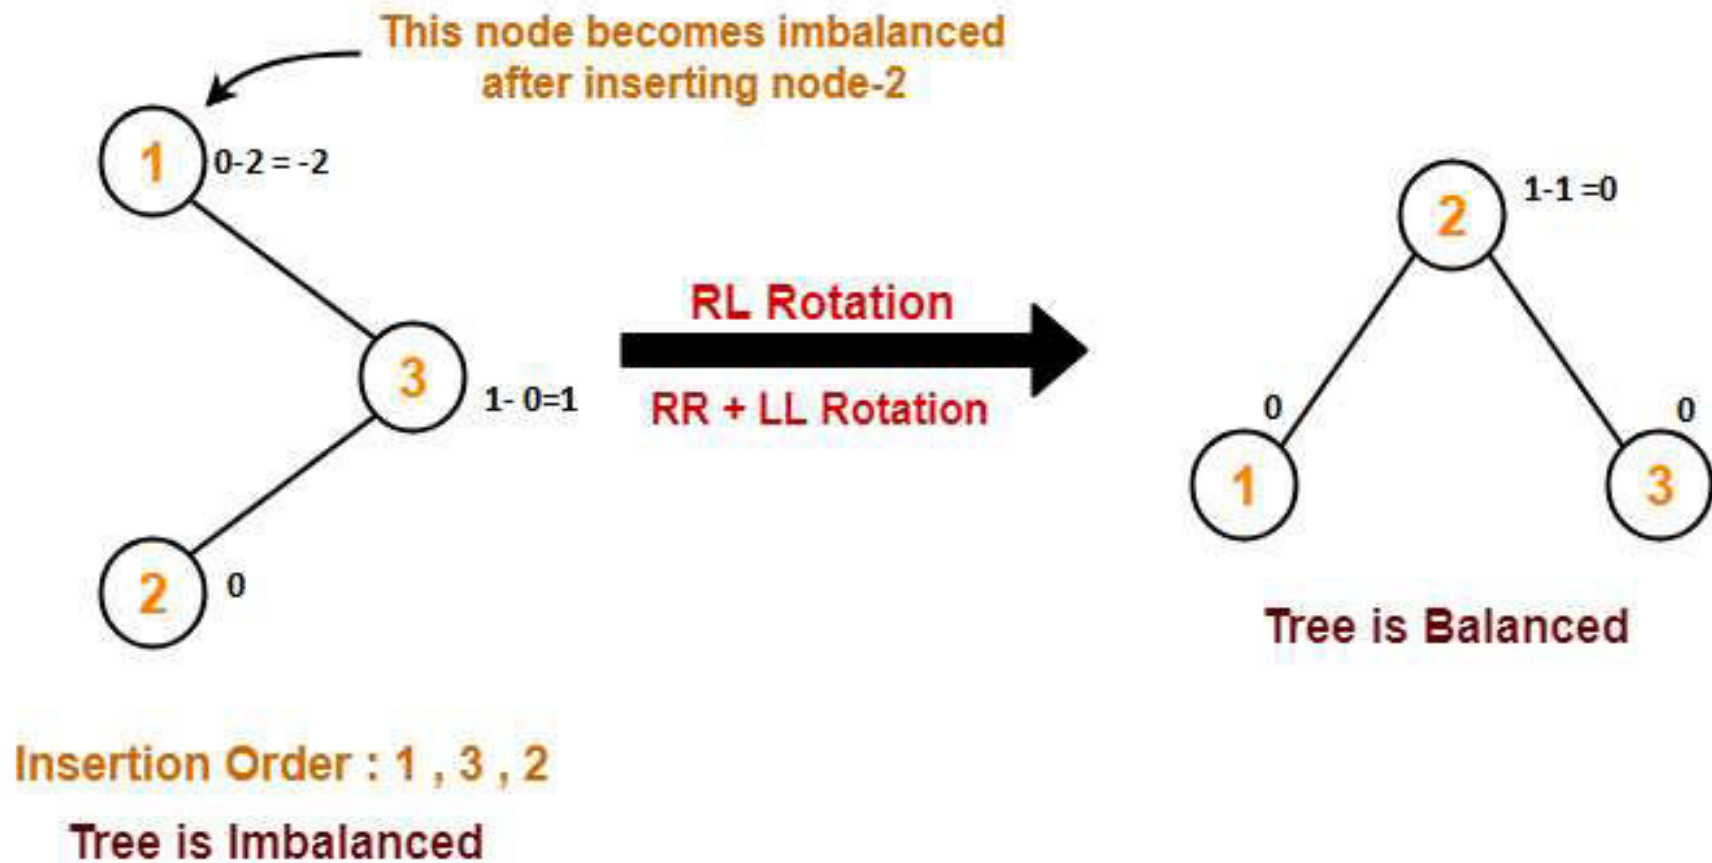 This node becomes imbalanced
after inserting node-2
1
0-2 = -2
3
1- 0=1
2
0
RL Rotation
RR + LL Rotation
2
1-1 =0
0
1
0
3
Tree is Balanced
Insertion Order : 1 , 3 , 2
Tree is Imbalanced